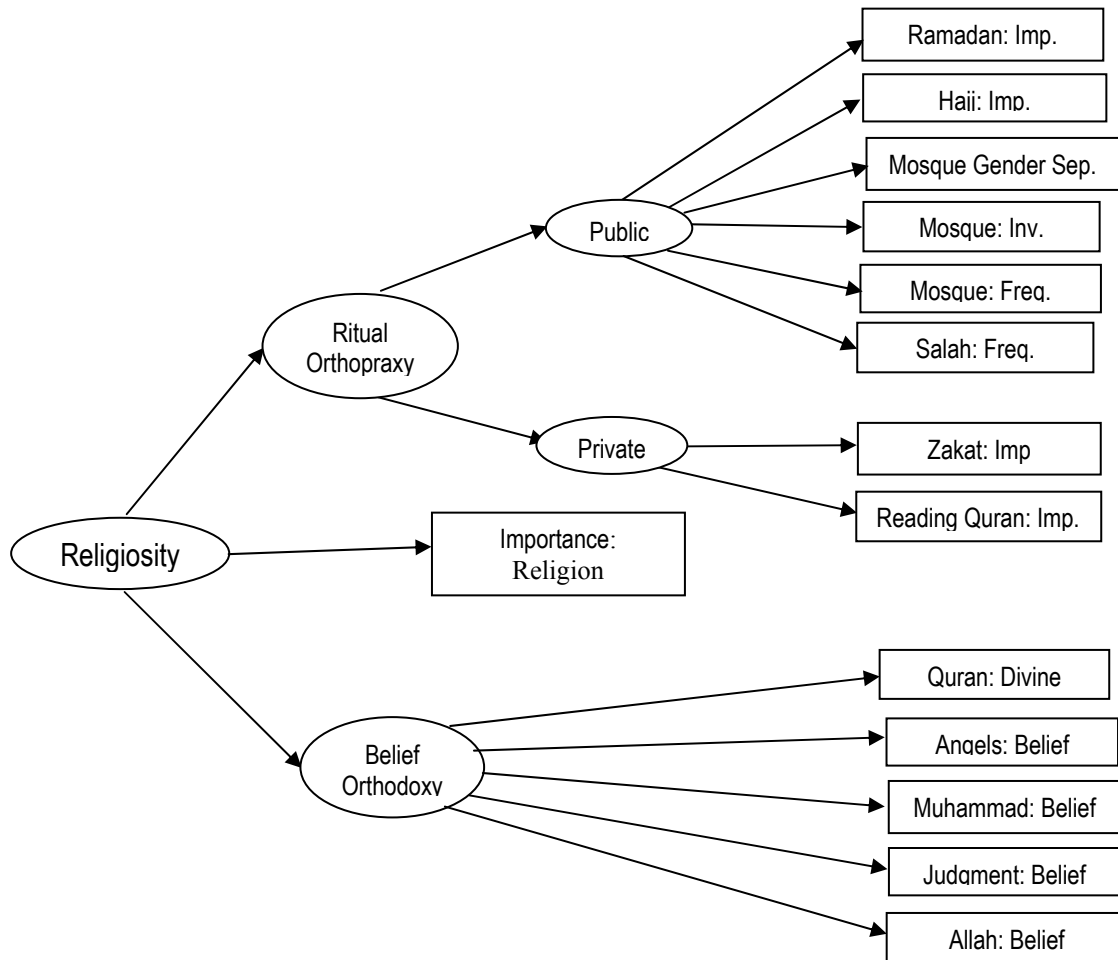 Ramadan: Imp.
Hajj: Imp.
Mosque Gender Sep.
Public
Mosque: Inv.
Mosque: Freq.
Ritual
Orthopraxy
Salah: Freq.
Private
Zakat: Imp
Reading Quran: Imp.
Religiosity
Importance:
Religion
Quran: Divine
Angels: Belief
Belief
Orthodoxy
Muhammad: Belief
Judgment: Belief
Allah: Belief